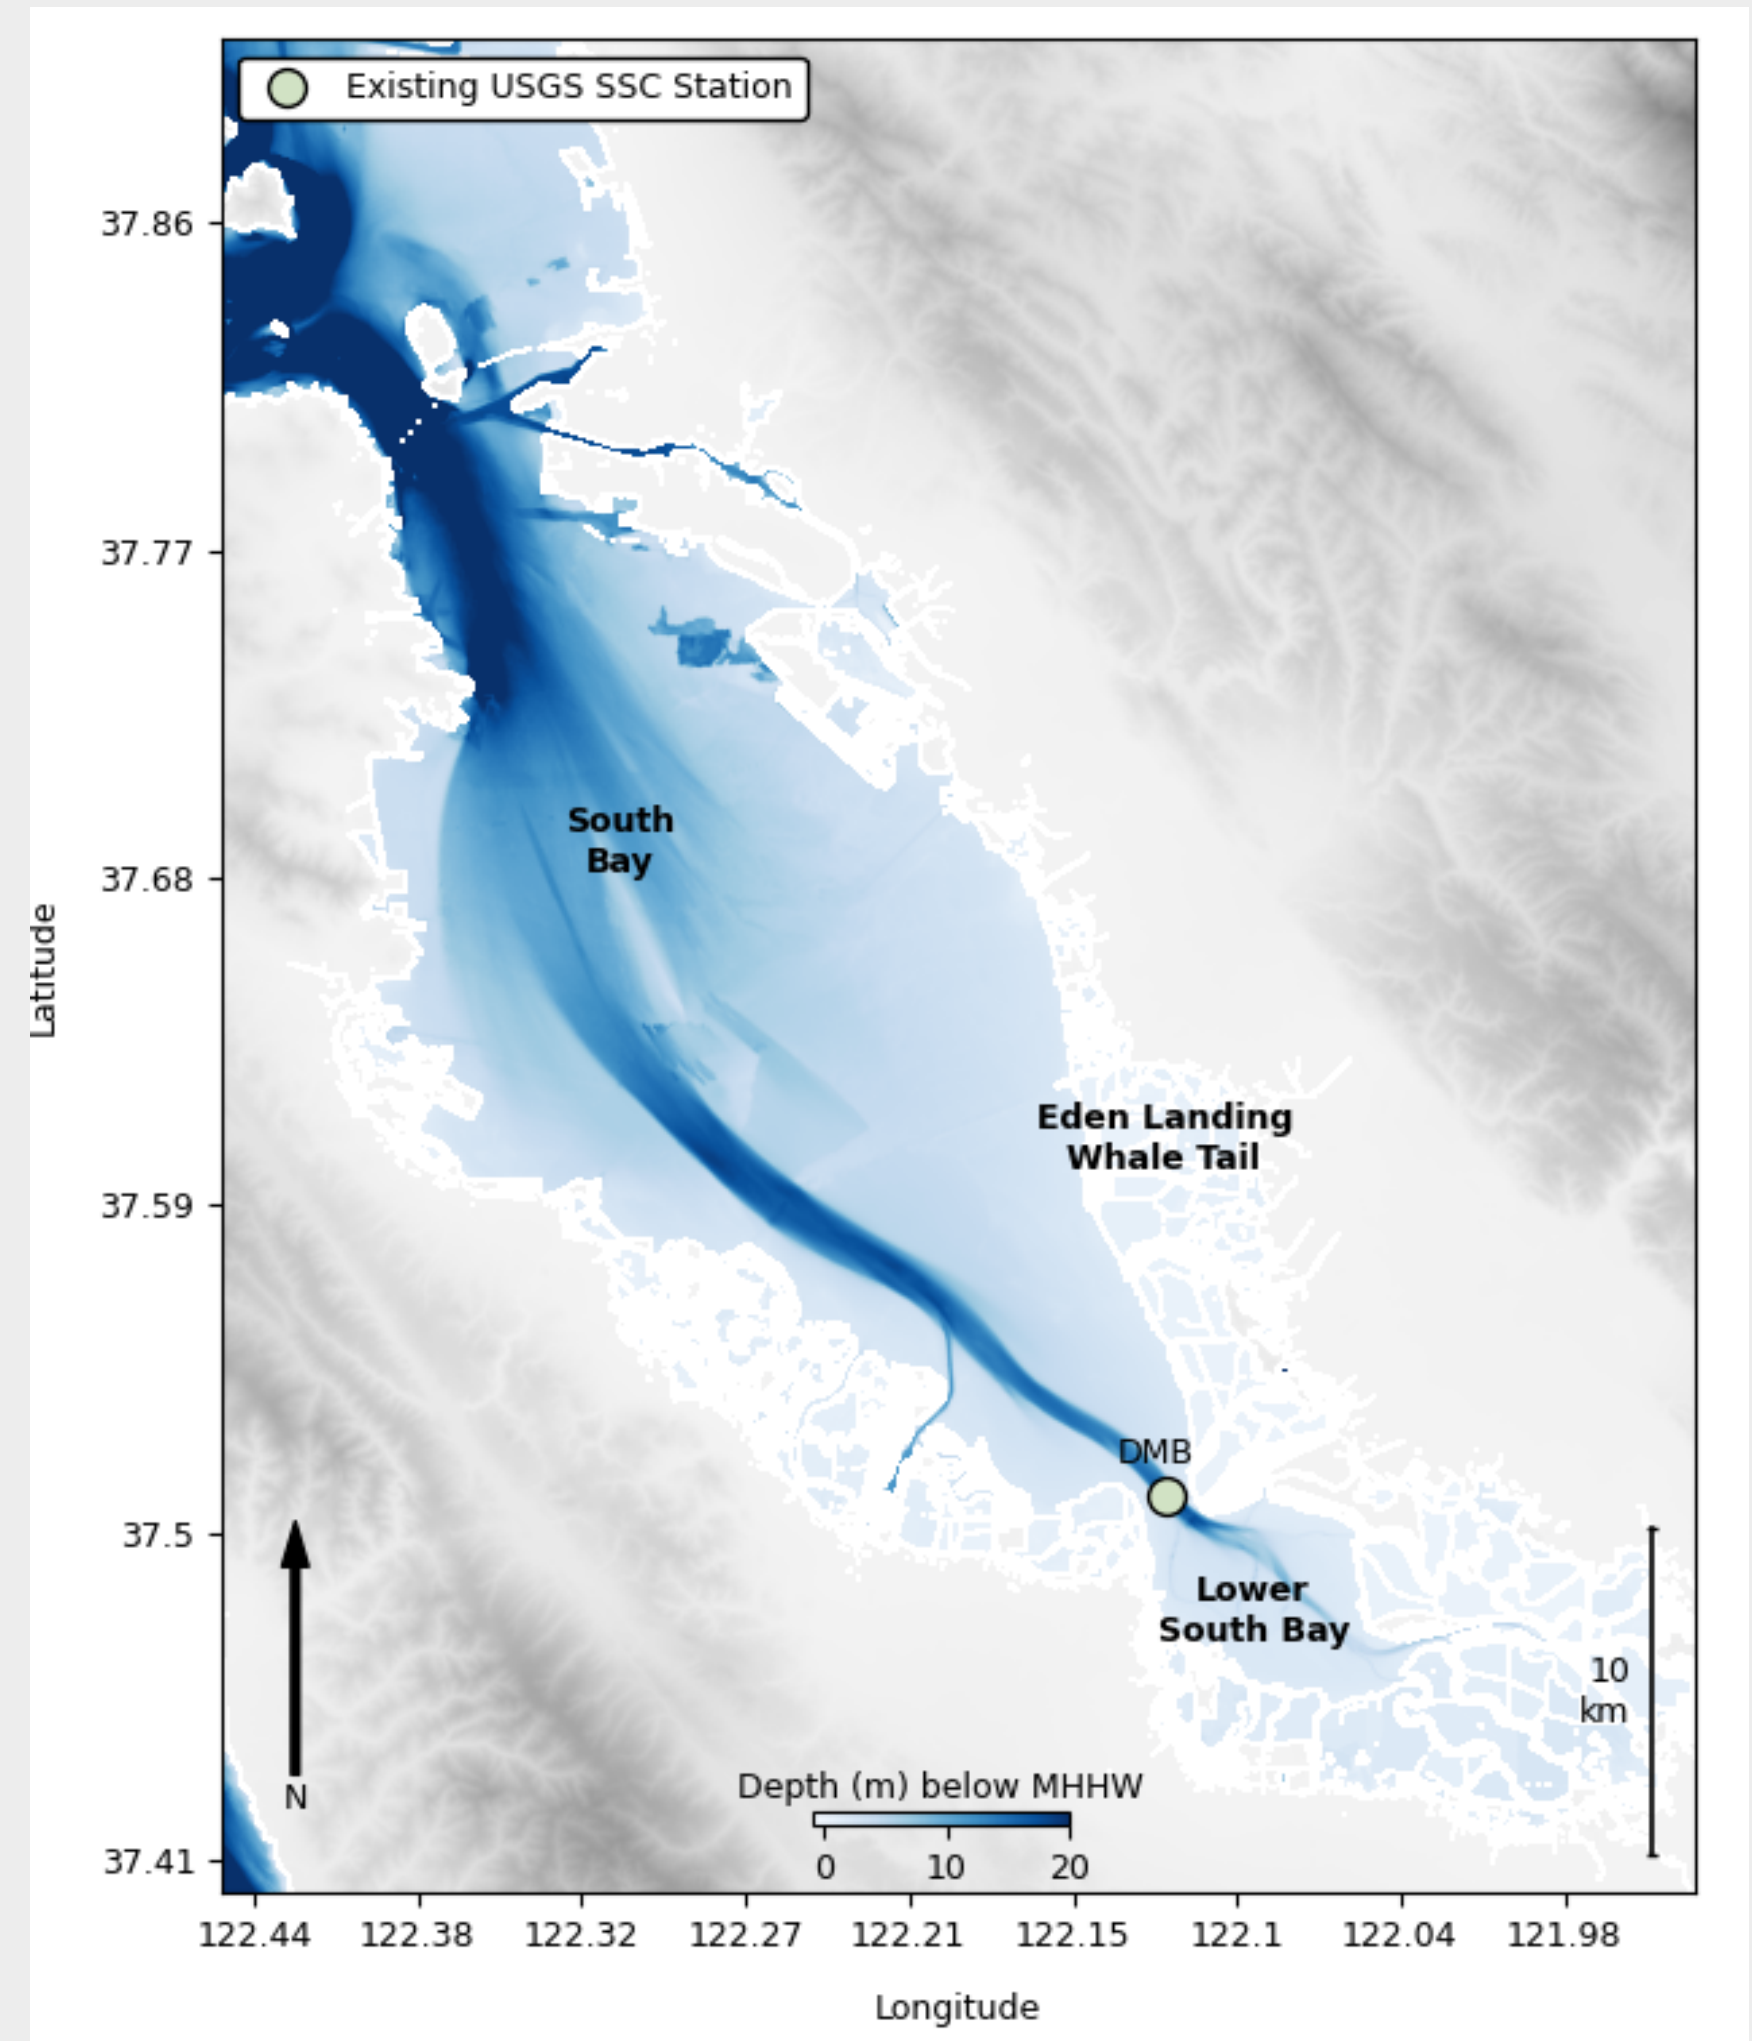 Existing USGS SSC Station
37.86
37.77
37.68
37.59
37.5
37.41
Latitude
South
Bay
Eden Landing
Whale Tail
DMB
Lower
South Bay
10
km
N
Depth (m) below MHHW
0 10 20
122.44 122.38 122.32 122.27 122.21 122.15 122.1 122.04 121.98
Longitude